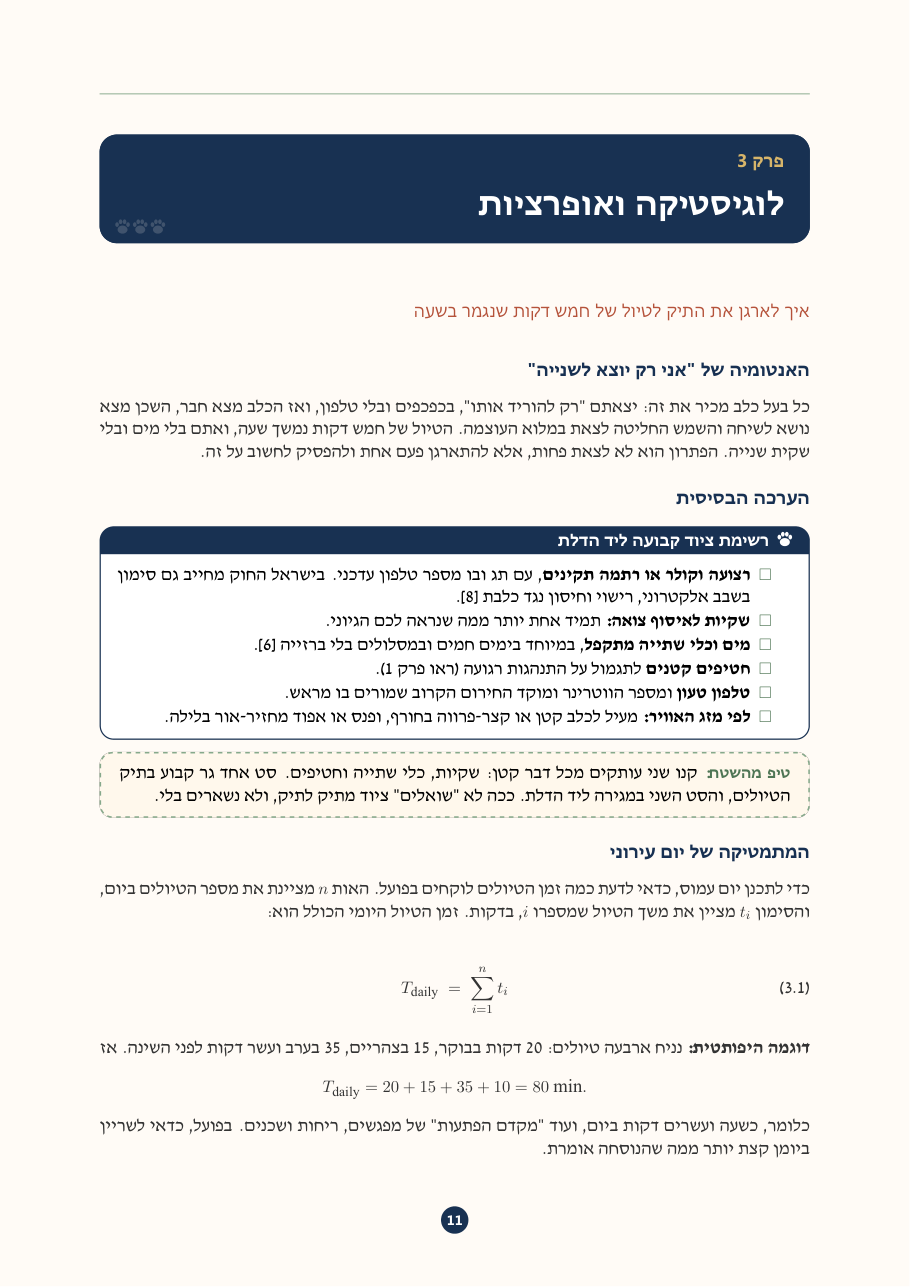 פרק 3
לוגיסטיקה ואופרציות
איך לארגן את התיק לטיול של חמש דקות שנגמר בשעה
האנטומיה של "אני רק יוצא לשנייה"
כל בעל כלב מכיר את זה: יצאתם "רק להוריד אותו", בכפכפים ובלי טלפון, ואז הכלב מצא חבר, השכן מצא
נושא לשיחה והשמש החליטה לצאת במלוא העוצמה. הטיול של חמש דקות נמשך שעה, ואתם בלי מים ובלי
שקית שנייה. הפתרון הוא לא לצאת פחות, אלא להתארגן פעם אחת ולהפסיק לחשוב על זה.
הערכה הבסיסית
רשימת ציוד קבועה ליד הדלת
☐ רצועה וקולר או רתמה תקינים, עם תג ובו מספר טלפון עדכני. בישראל החוק מחייב גם סימון
בשבב אלקטרוני, רישוי וחיסון נגד כלבת [8].
☐ שקיות לאיסוף צואה: תמיד אחת יותר ממה שנראה לכם הגיוני.
☐ מים וכלי שתייה מתקפל, במיוחד בימים חמים ובמסלולים בלי ברזייה [6].
☐ חטיפים קטנים לתגמול על התנהגות רגועה (ראו פרק 1).
☐ טלפון טעון ומספר הווטרינר ומוקד החירום הקרוב שמורים בו מראש.
☐ לפי מזג האוויר: מעיל לכלב קטן או קצר-פרווה בחורף, ופנס או אפוד מחזיר-אור בלילה.
טיפ מהשטח: קנו שני עותקים מכל דבר קטן: שקיות, כלי שתייה וחטיפים. סט אחד גר קבוע בתיק
הטיולים, והסט השני במגירה ליד הדלת. ככה לא "שואלים" ציוד מתיק לתיק, ולא נשארים בלי.
המתמטיקה של יום עירוני
כדי לתכנן יום עמוס, כדאי לדעת כמה זמן הטיולים לוקחים בפועל. האות n מציינת את מספר הטיולים ביום,
והסימון t_i מציין את משך הטיול שמספרו i, בדקות. זמן הטיול היומי הכולל הוא:
T_daily = ∑_{i=1}^{n} t_i (3.1)
דוגמה היפותטית: נניח ארבעה טיולים: 20 דקות בבוקר, 15 בצהריים, 35 בערב ועשר דקות לפני השינה. אז
T_daily = 20 + 15 + 35 + 10 = 80 min.
כלומר, כשעה ועשרים דקות ביום, ועוד "מקדם הפתעות" של מפגשים, ריחות ושכנים. בפועל, כדאי לשריין
ביומן קצת יותר ממה שהנוסחה אומרת.
11